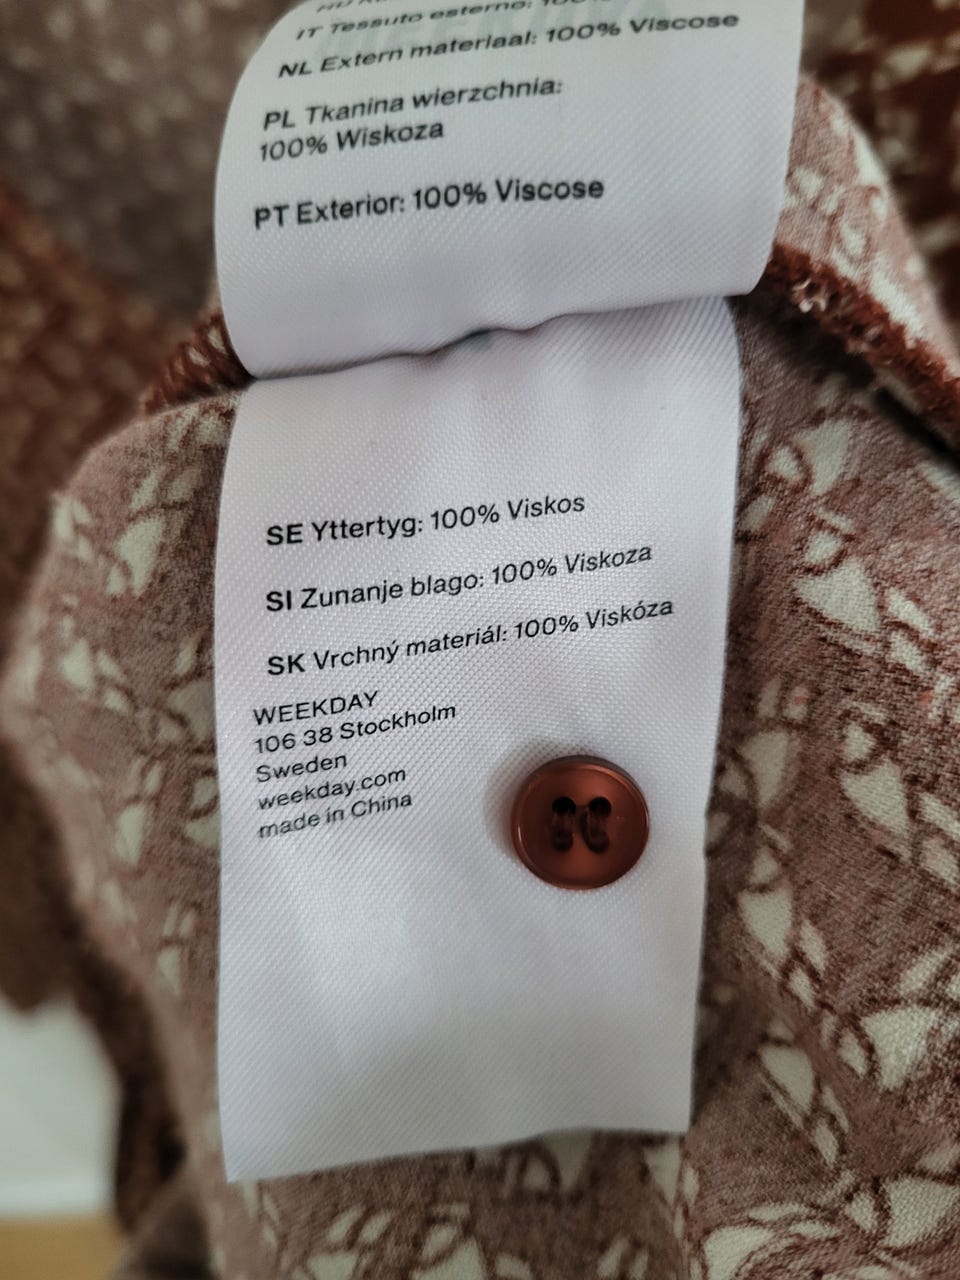 IT Tessuto esterno: 100%
NL Extern materiaal: 100% Viscose
PL Tkanina wierzchnia:
100% Wiskoza
PT Exterior: 100% Viscose
SE Yttertyg: 100% Viskos
SI Zunanje blago: 100% Viskoza
SK Vrchný materiál: 100% Viskóza
WEEKDAY
106 38 Stockholm
Sweden
weekday.com
made in China